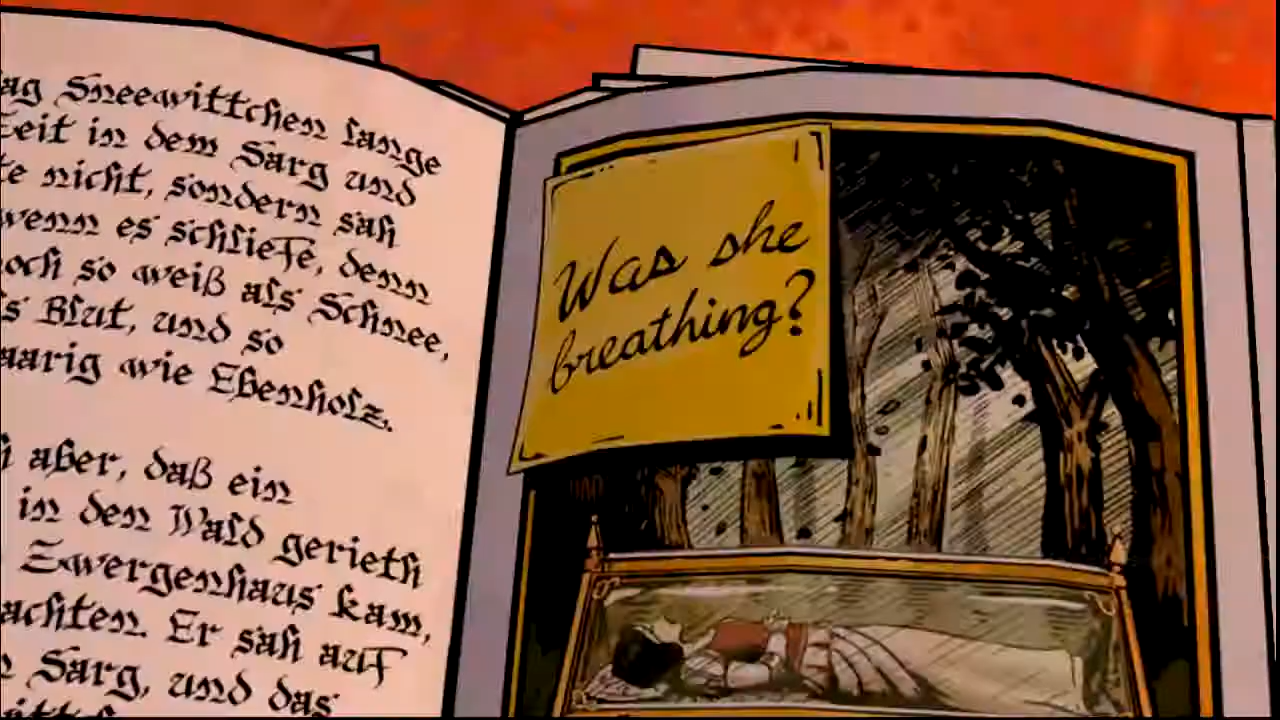 ag Sneewittchen lange
Zeit in dem Sarg und
te nicht, sondern sah
wenn es schliefe, denn
noch so weiß als Schnee,
s Blut, und so
aarig wie Ebenholz.
h aber, daß ein
in den Wald gerieth
Zwergenhaus kam,
achten. Er sah auf
n Sarg, und das
Was she
breathing?